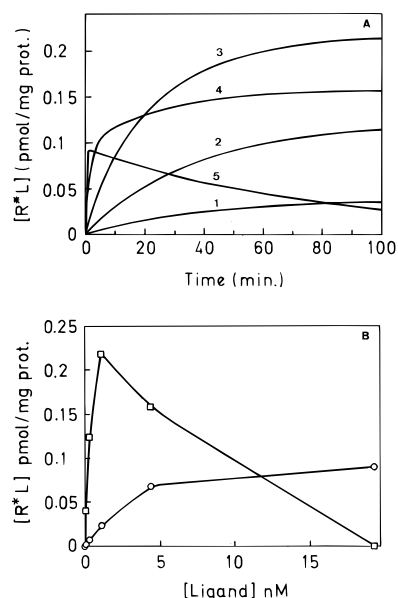 A
[R*L] (pmol/mg prot.)
0.2
0.15
0.1
0.05
0
3
4
2
5
1
0 20 40 60 80 100
Time (min.)
B
[R*L] pmol/mg prot.
0.25
0.2
0.15
0.1
0.05
0
0 5 10 15
[Ligand] nM